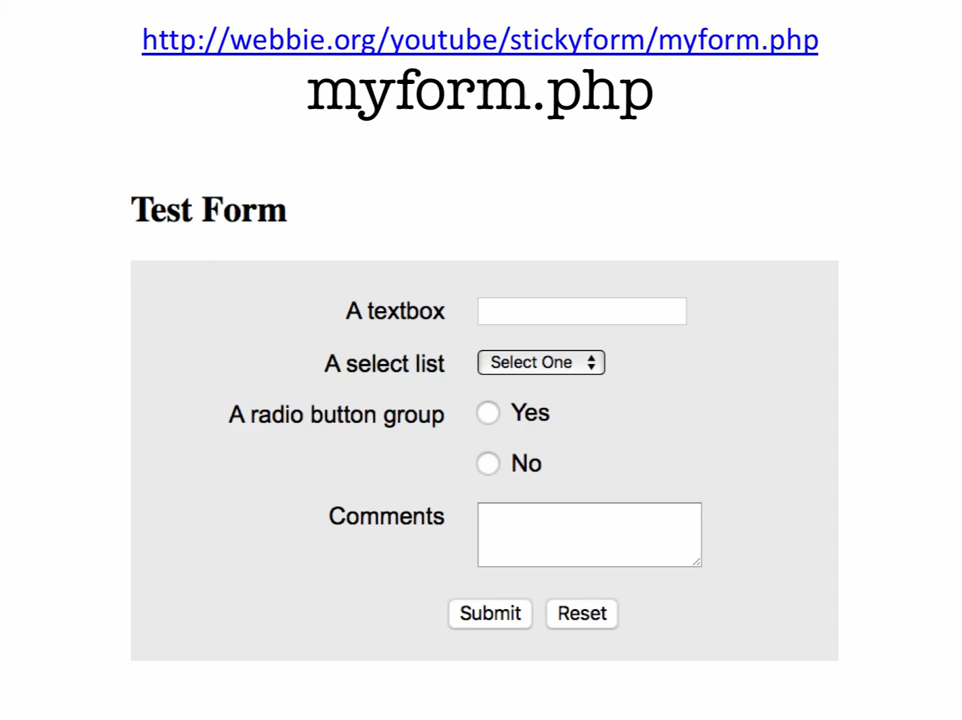 http://webbie.org/youtube/stickyform/myform.php
myform.php
Test Form
A textbox
A select list Select One
A radio button group Yes
No
Comments
Submit Reset